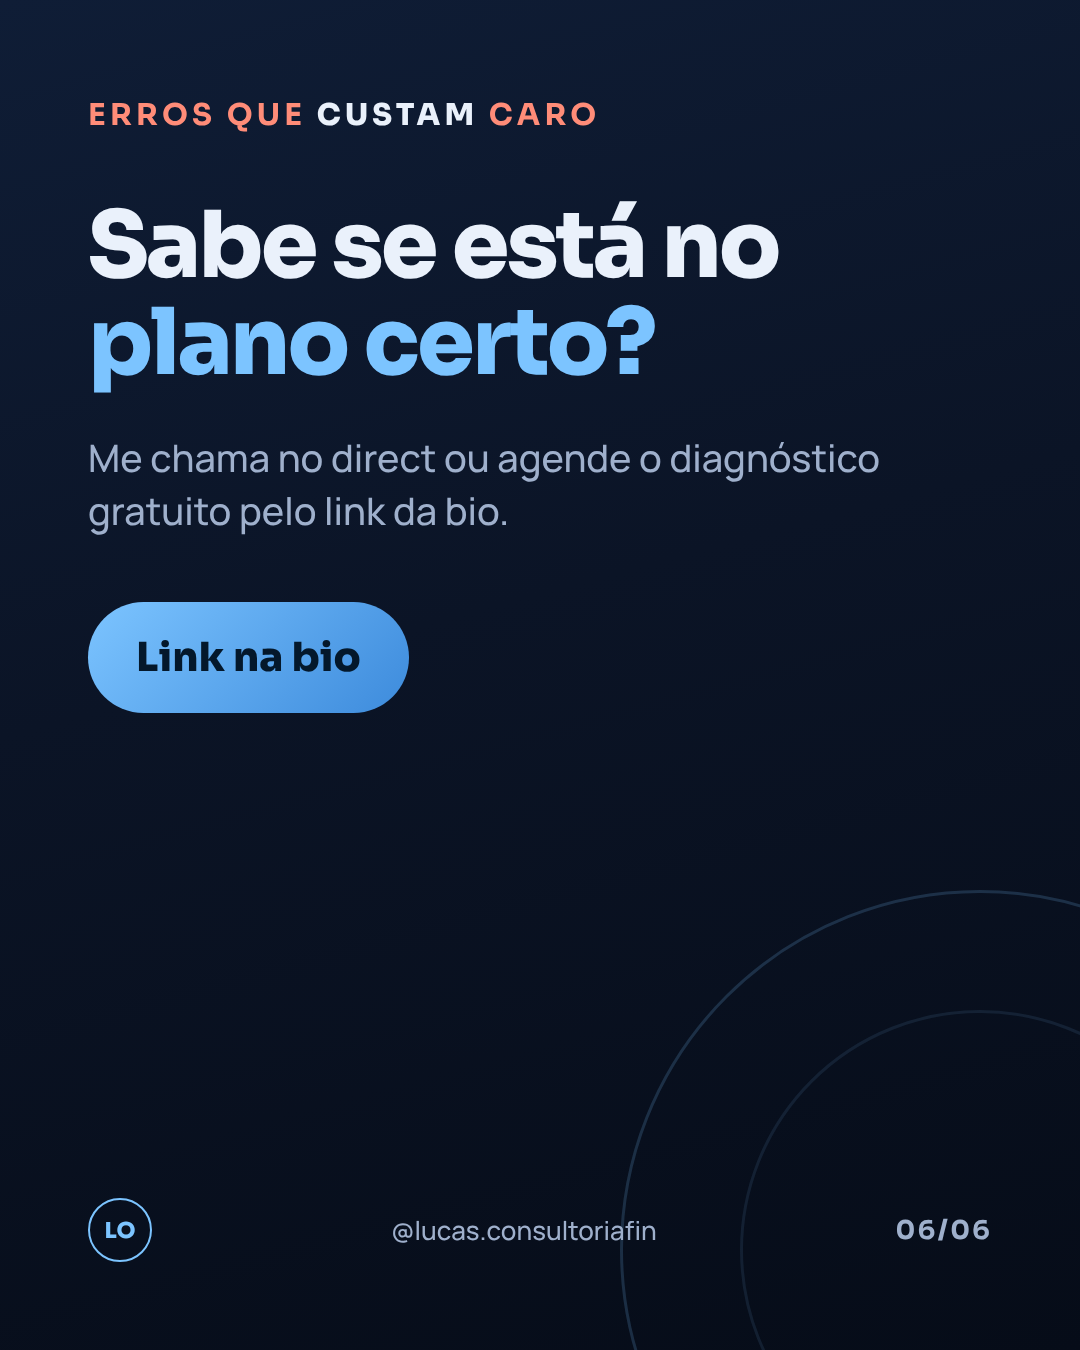 ERROS QUE CUSTAM CARO
Sabe se está no
plano certo?
Me chama no direct ou agende o diagnóstico
gratuito pelo link da bio.
Link na bio
LO
@lucas.consultoriafin
06/06